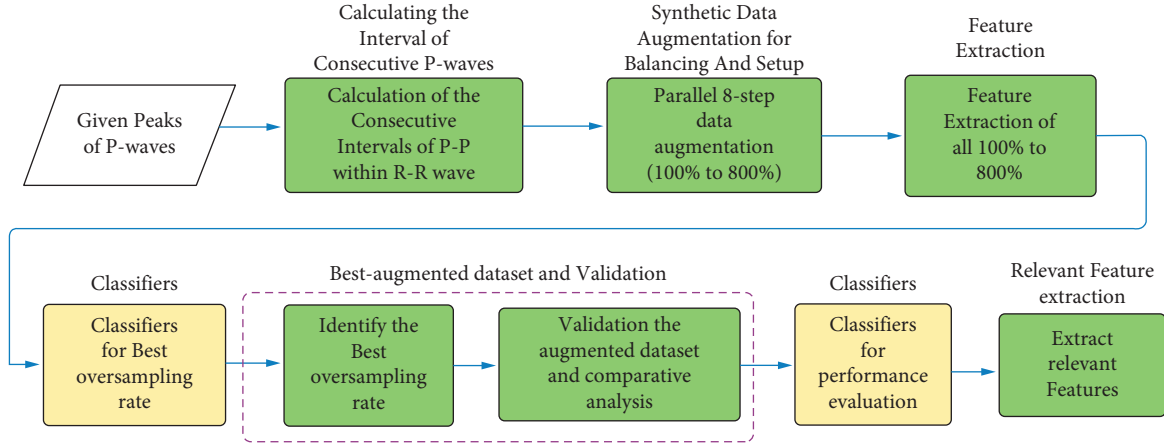 Calculating the
Interval of
Consecutive P-waves
Synthetic Data
Augmentation for
Balancing And Setup
Feature
Extraction
Given Peaks
of P-waves
Calculation of the
Consecutive
Intervals of P-P
within R-R wave
Parallel 8-step
data
augmentation
(100% to 800%)
Feature
Extraction of
all 100% to
800%
Classifiers
Best-augmented dataset and Validation
Classifiers
Relevant Feature
extraction
Classifiers
for Best
oversampling
rate
Identify the
Best
oversampling
rate
Validation the
augmented dataset
and comparative
analysis
Classifiers
for
performance
evaluation
Extract
relevant
Features